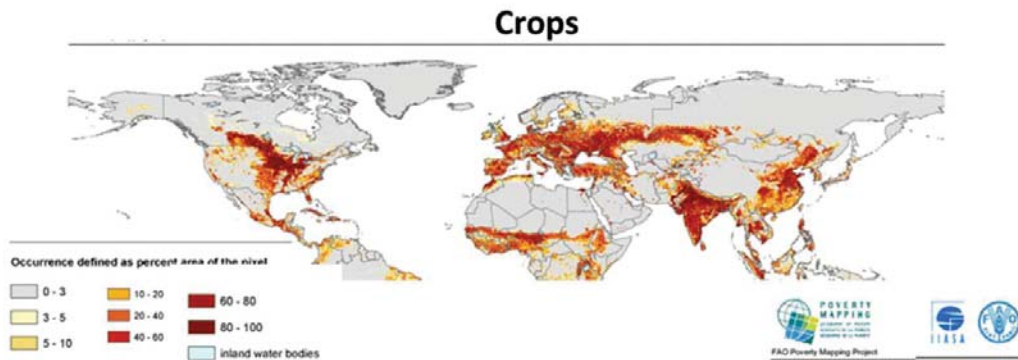 Crops
Occurrence defined as percent area of the pixel
0 - 3
3 - 5
5 - 10
10 - 20
20 - 40
40 - 60
60 - 80
80 - 100
inland water bodies
POVERTY
MAPPING
FAO Poverty Mapping Project
IIASA
FAO